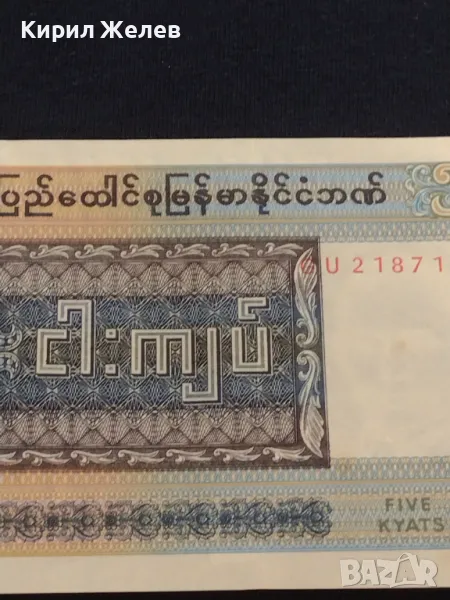 Кирил Желев
ပြည်ထောင်စုမြန်မာနိုင်ငံဘဏ်
U 21871
ငါးကျပ်
FIVE
KYATS
bazar